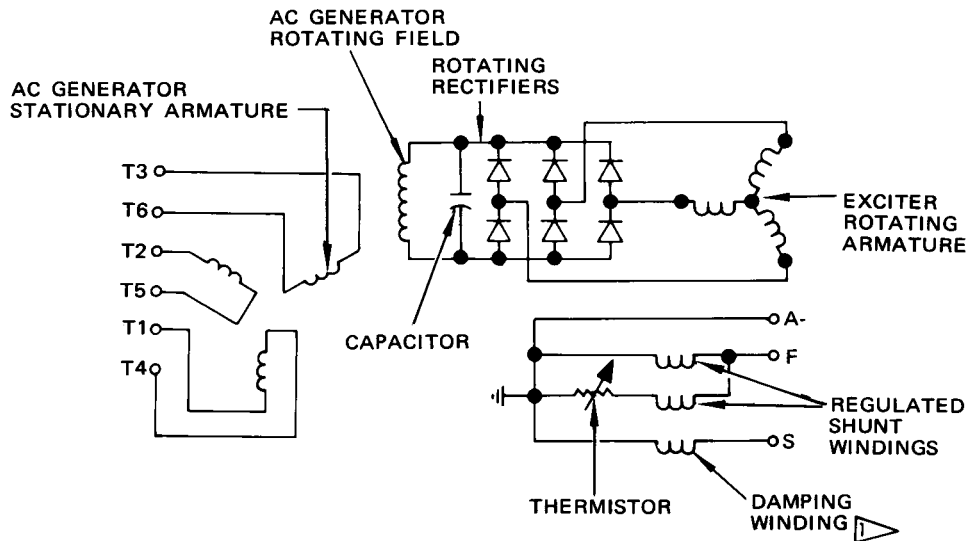 AC GENERATOR
ROTATING FIELD
ROTATING
RECTIFIERS
AC GENERATOR
STATIONARY ARMATURE
T3
T6
T2
T5
T1
T4
EXCITER
ROTATING
ARMATURE
CAPACITOR
A-
F
REGULATED
SHUNT
WINDINGS
S
THERMISTOR
DAMPING
WINDING
1